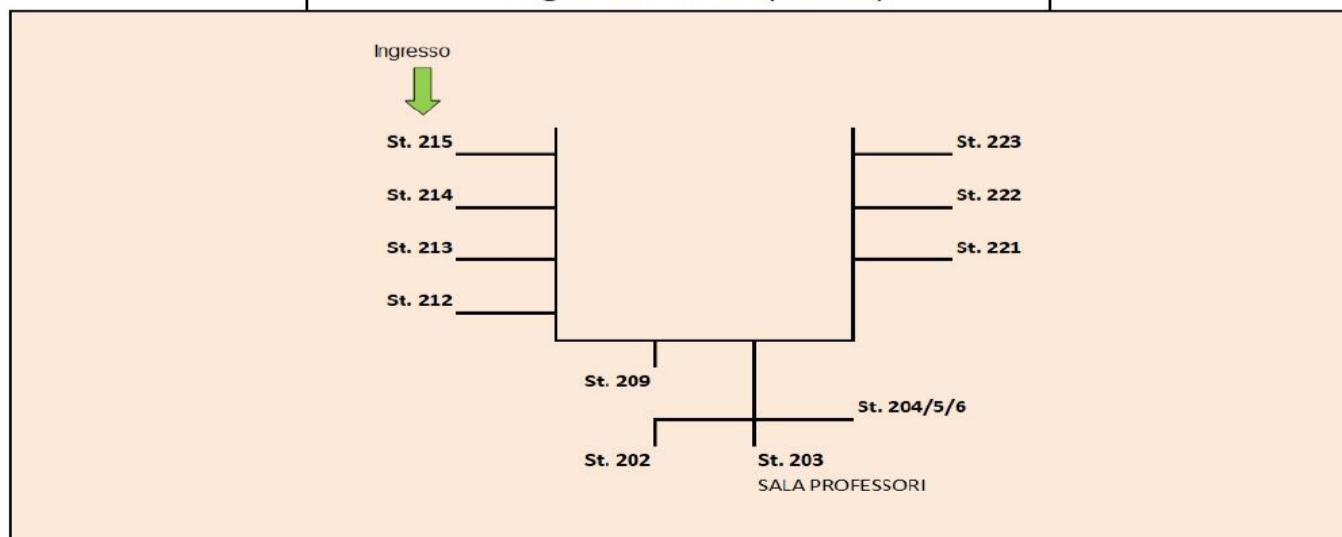 Ingresso
St. 215
St. 223
St. 214
St. 222
St. 213
St. 221
St. 212
St. 209
St. 204/5/6
St. 202
St. 203
SALA PROFESSORI